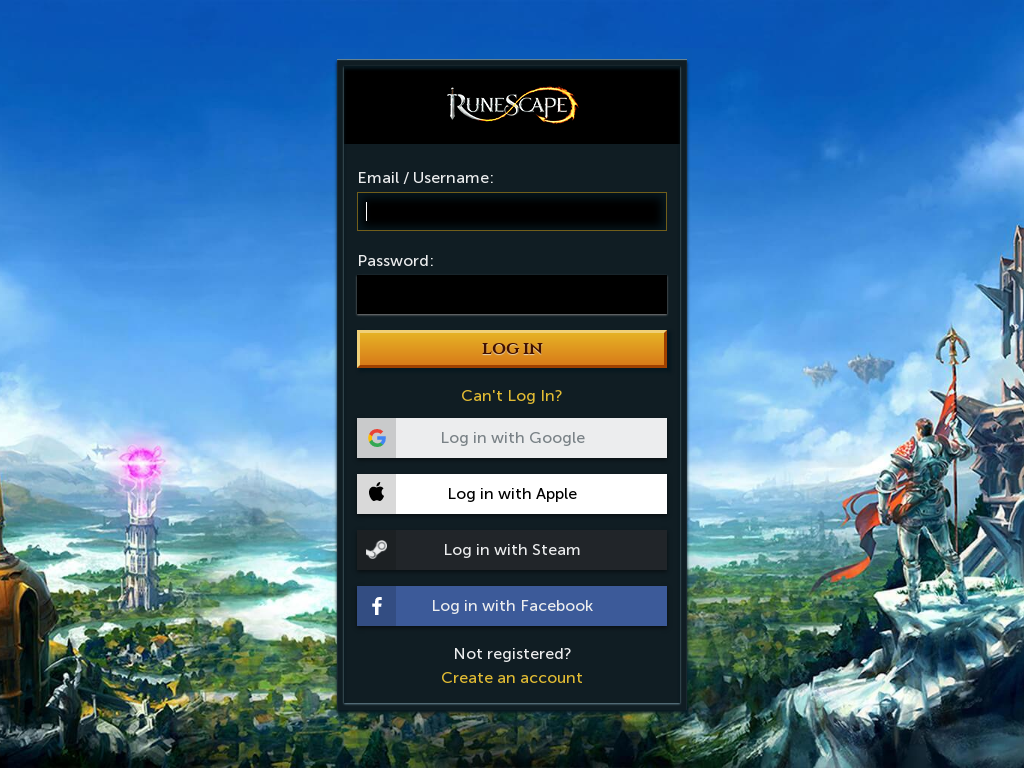 RuneScape
Email / Username:
Password:
LOG IN
Can't Log In?
Log in with Google
Log in with Apple
Log in with Steam
Log in with Facebook
Not registered?
Create an account